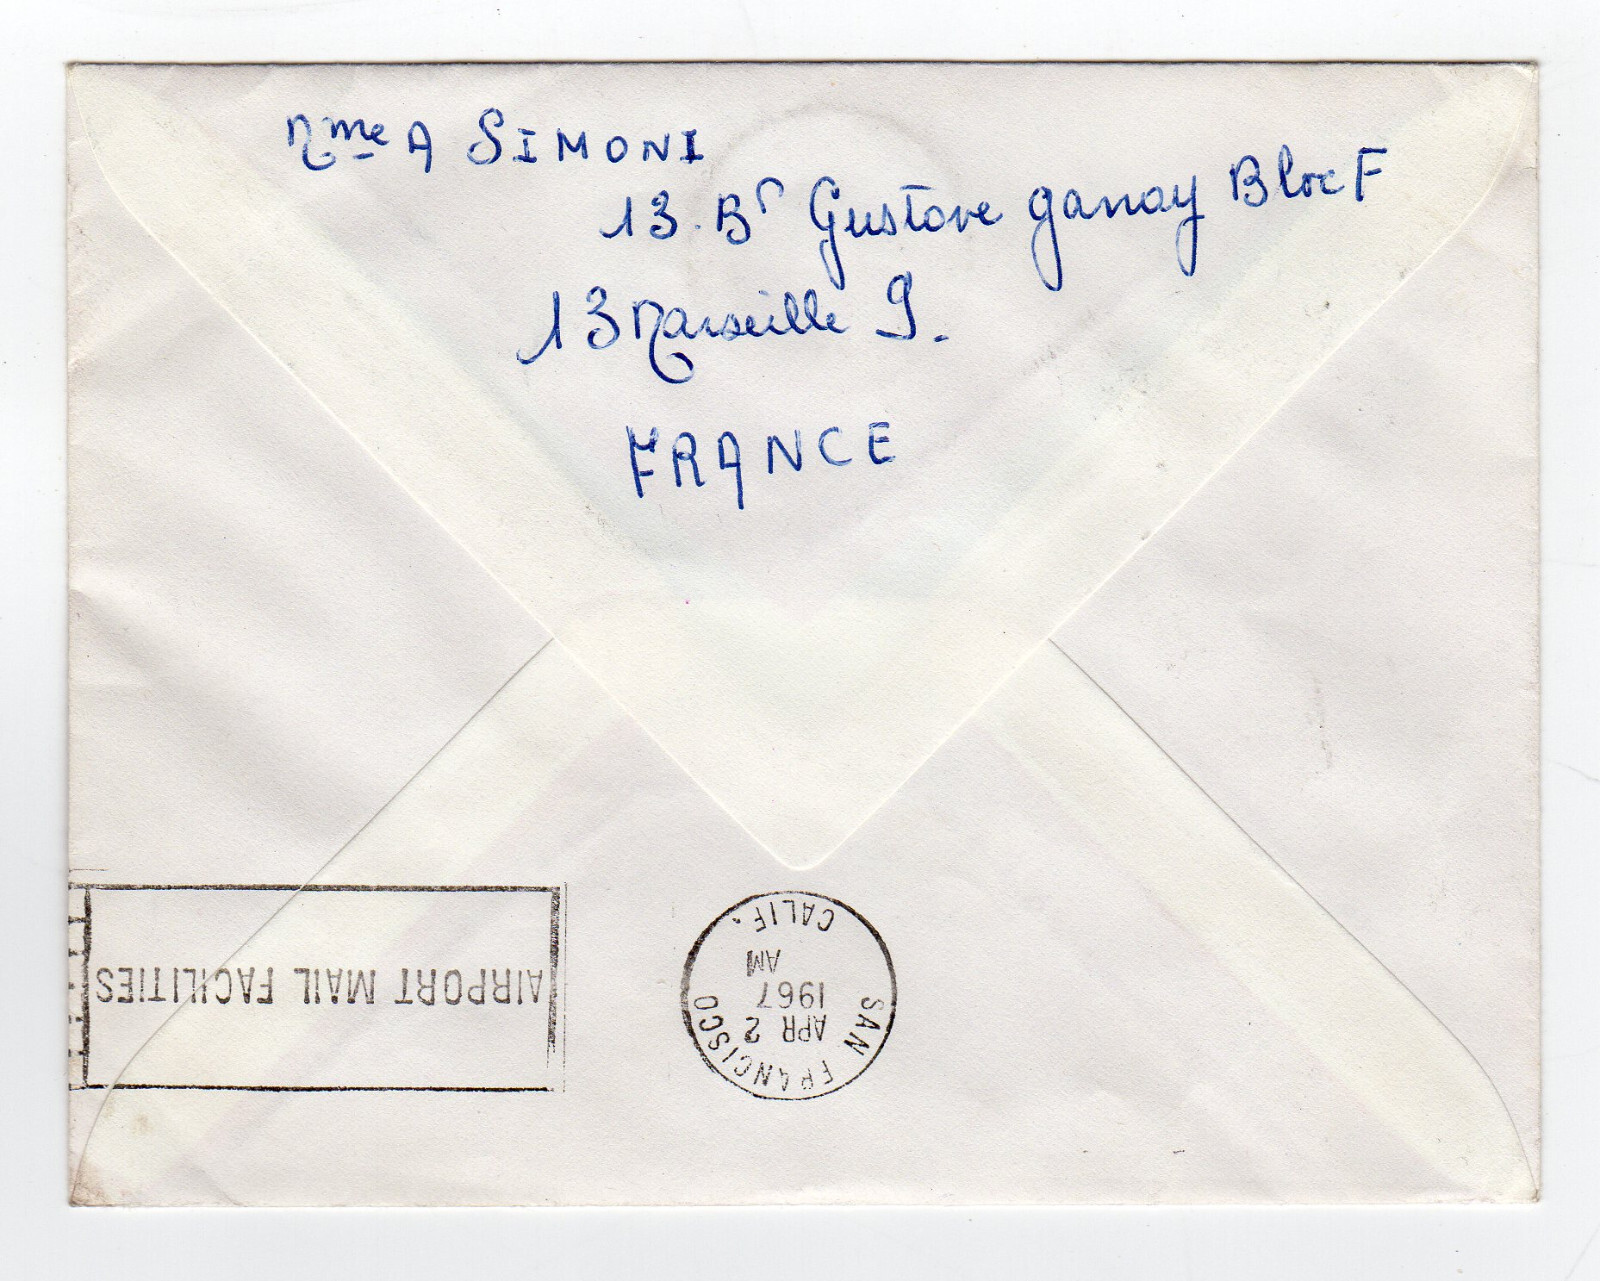 Mme A SIMONI
13. Bd Gustave Ganay Bloc F
13 Marseille 9.
FRANCE
AIRPORT MAIL FACILITIES
SAN FRANCISCO
APR 2
1967
AM
CALIF.